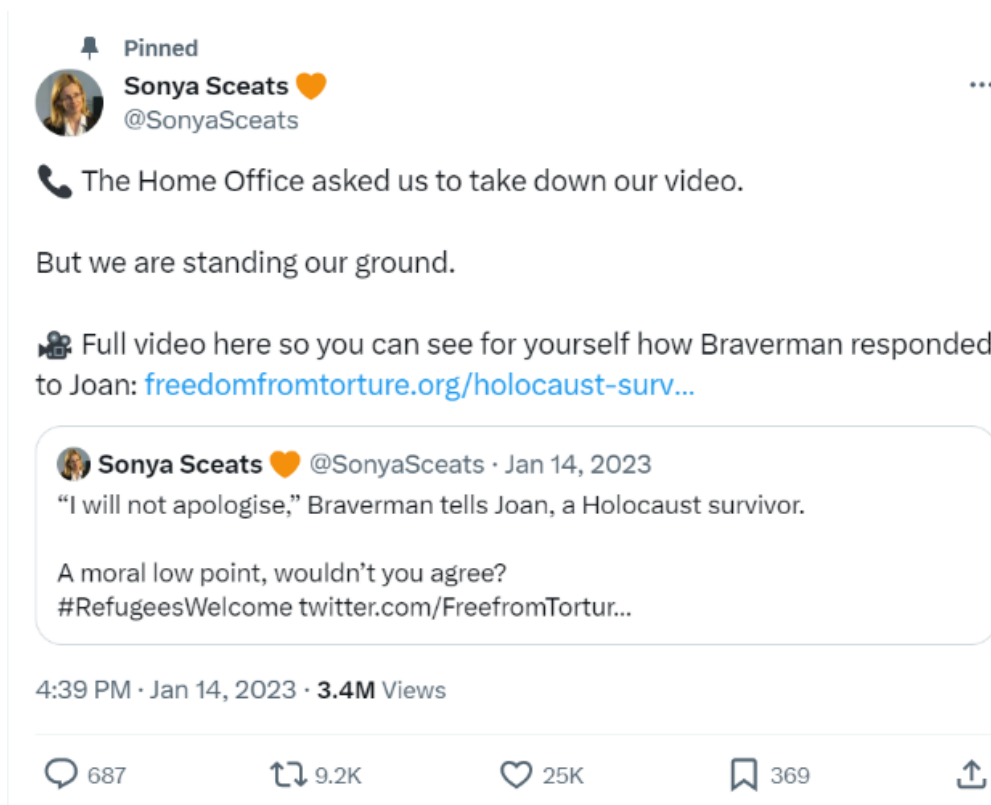 Pinned
Sonya Sceats 🧡
@SonyaSceats
📞 The Home Office asked us to take down our video.
But we are standing our ground.
🎥 Full video here so you can see for yourself how Braverman responded
to Joan: freedomfromtorture.org/holocaust-surv...
Sonya Sceats 🧡 @SonyaSceats · Jan 14, 2023
“I will not apologise,” Braverman tells Joan, a Holocaust survivor.
A moral low point, wouldn’t you agree?
#RefugeesWelcome twitter.com/FreefromTortur...
4:39 PM · Jan 14, 2023 · 3.4M Views
687 9.2K 25K 369